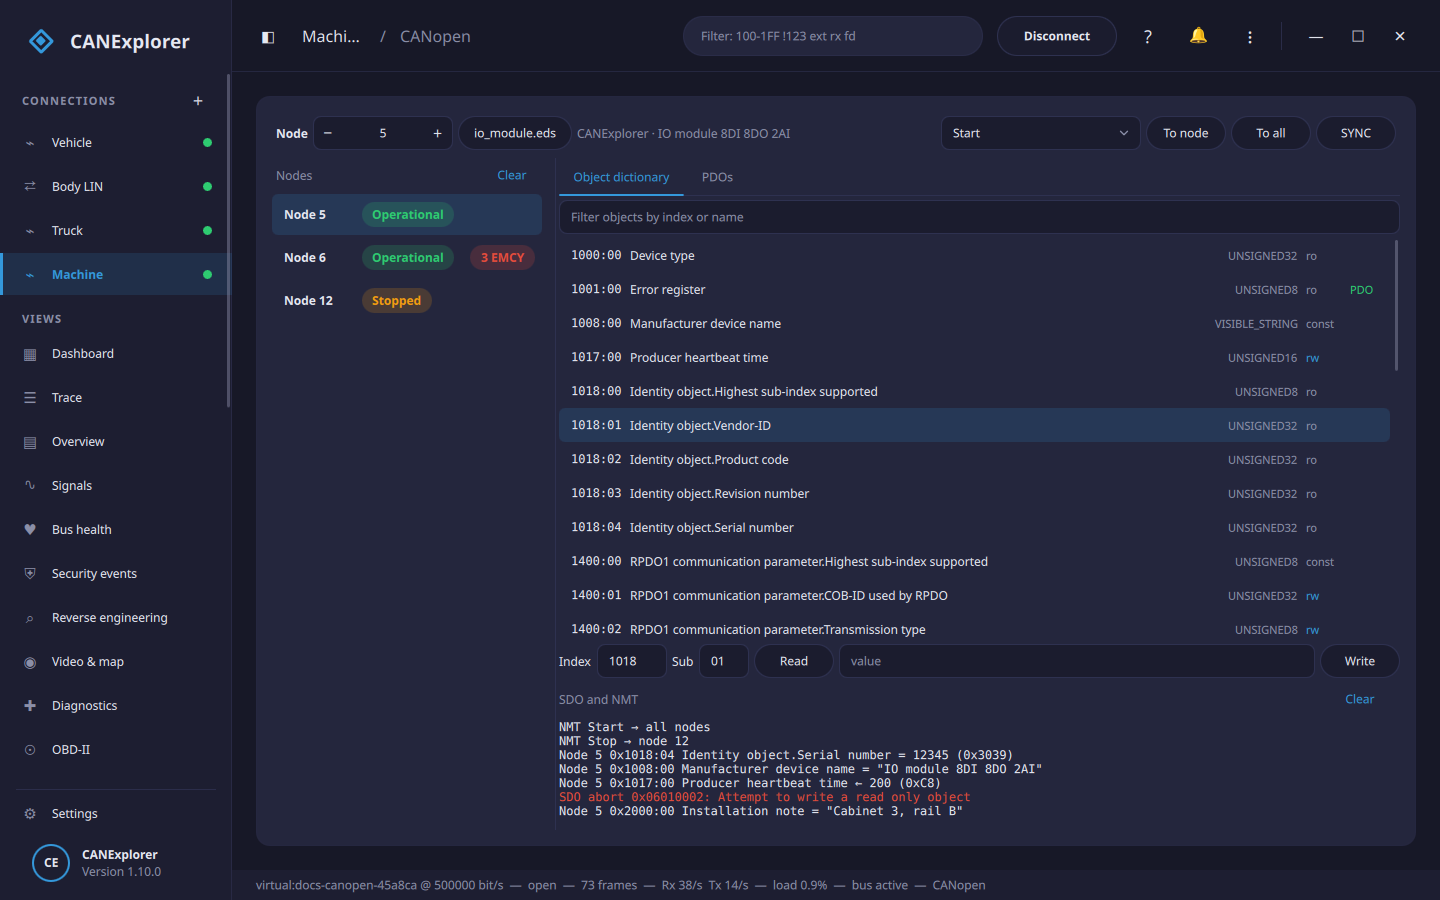 CANExplorer
Machi... / CANopen
Filter: 100-1FF !123 ext rx fd
Disconnect
?
CONNECTIONS +
Vehicle
Body LIN
Truck
Machine
VIEWS
Dashboard
Trace
Overview
Signals
Bus health
Security events
Reverse engineering
Video & map
Diagnostics
OBD-II
Settings
CE
CANExplorer
Version 1.10.0
Node − 5 + io_module.eds CANExplorer · IO module 8DI 8DO 2AI Start To node To all SYNC
Nodes Clear
Node 5 Operational
Node 6 Operational 3 EMCY
Node 12 Stopped
Object dictionary PDOs
Filter objects by index or name
1000:00 Device type UNSIGNED32 ro
1001:00 Error register UNSIGNED8 ro PDO
1008:00 Manufacturer device name VISIBLE_STRING const
1017:00 Producer heartbeat time UNSIGNED16 rw
1018:00 Identity object.Highest sub-index supported UNSIGNED8 ro
1018:01 Identity object.Vendor-ID UNSIGNED32 ro
1018:02 Identity object.Product code UNSIGNED32 ro
1018:03 Identity object.Revision number UNSIGNED32 ro
1018:04 Identity object.Serial number UNSIGNED32 ro
1400:00 RPDO1 communication parameter.Highest sub-index supported UNSIGNED8 const
1400:01 RPDO1 communication parameter.COB-ID used by RPDO UNSIGNED32 rw
1400:02 RPDO1 communication parameter.Transmission type UNSIGNED8 rw
Index 1018 Sub 01 Read value Write
SDO and NMT Clear
NMT Start → all nodes
NMT Stop → node 12
Node 5 0x1018:04 Identity object.Serial number = 12345 (0x3039)
Node 5 0x1008:00 Manufacturer device name = "IO module 8DI 8DO 2AI"
Node 5 0x1017:00 Producer heartbeat time ← 200 (0xC8)
SDO abort 0x06010002: Attempt to write a read only object
Node 5 0x2000:00 Installation note = "Cabinet 3, rail B"
virtual:docs-canopen-45a8ca @ 500000 bit/s — open — 73 frames — Rx 38/s Tx 14/s — load 0.9% — bus active — CANopen